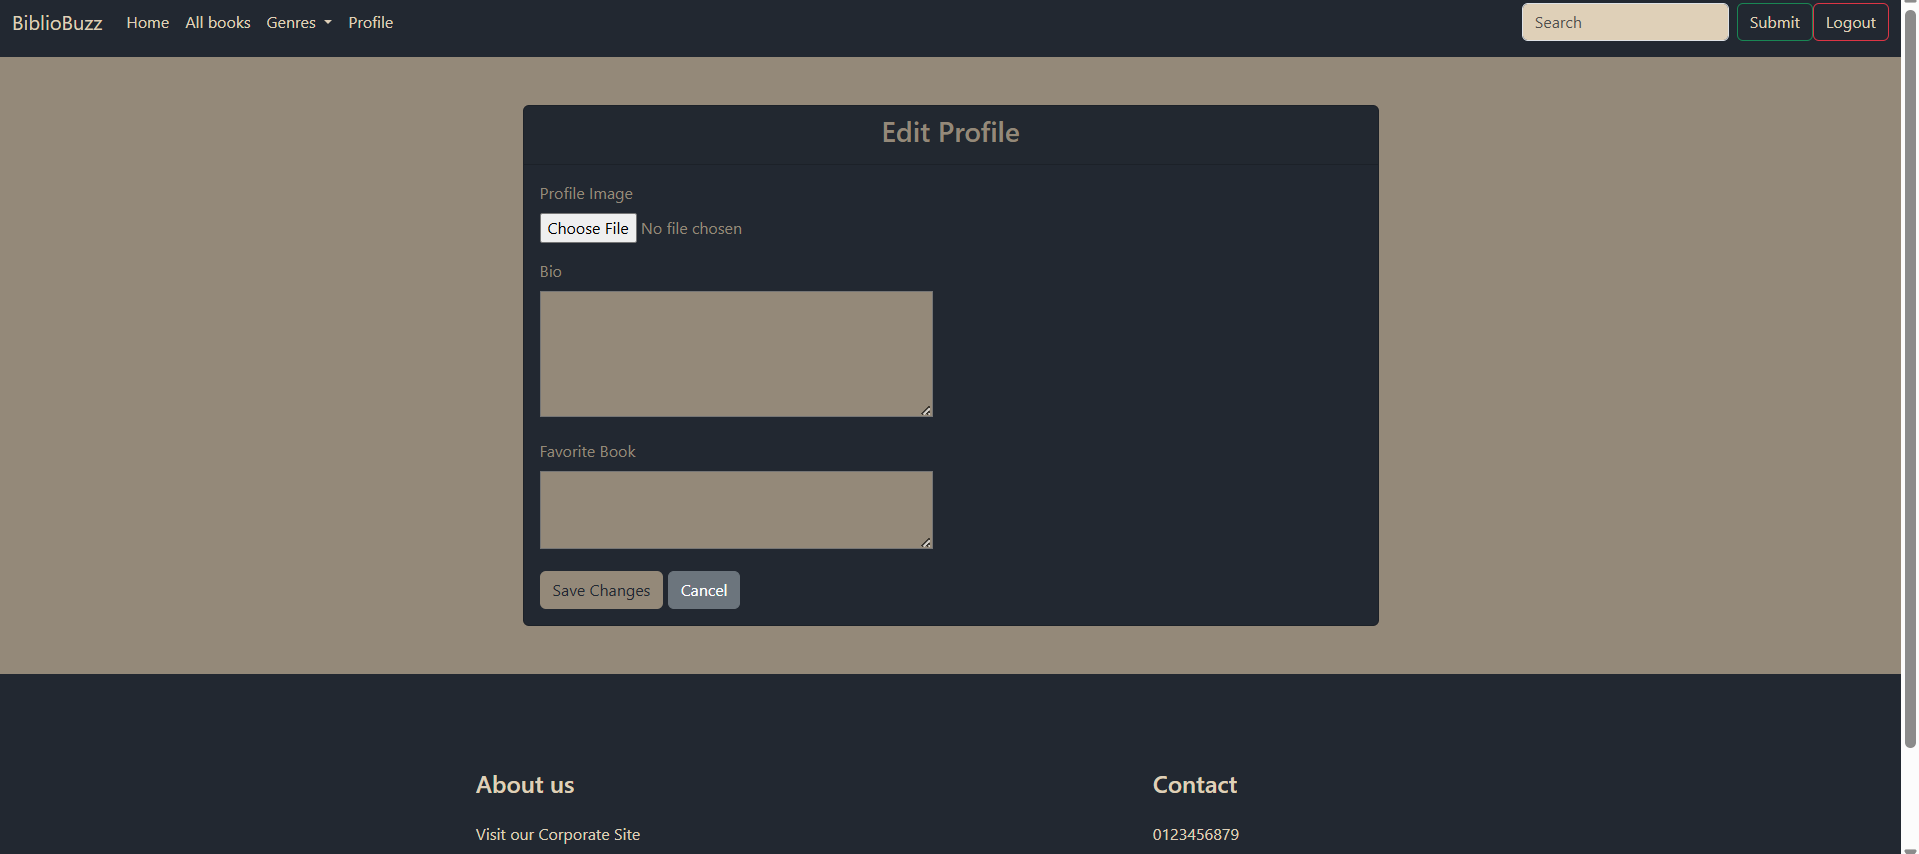 BiblioBuzz Home All books Genres Profile Search Submit Logout
Edit Profile
Profile Image
Choose File No file chosen
Bio
Favorite Book
Save Changes Cancel
About us Contact
Visit our Corporate Site 0123456879